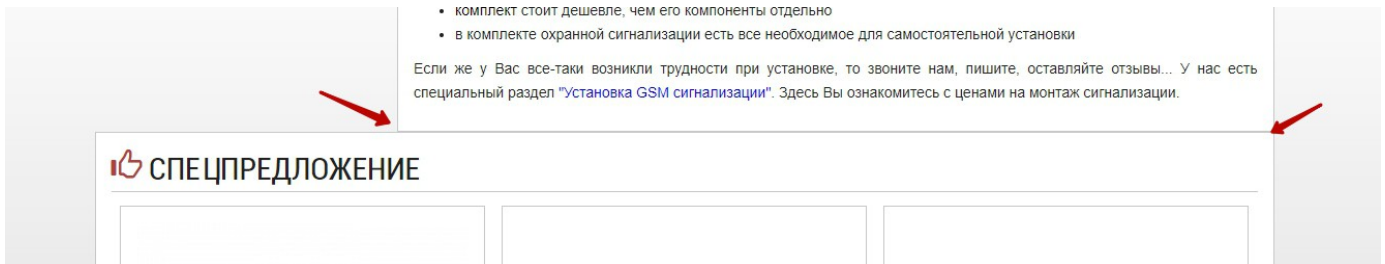 • комплект стоит дешевле, чем его компоненты отдельно
• в комплекте охранной сигнализации есть все необходимое для самостоятельной установки
Если же у Вас все-таки возникли трудности при установке, то звоните нам, пишите, оставляйте отзывы... У нас есть
специальный раздел "Установка GSM сигнализации". Здесь Вы ознакомитесь с ценами на монтаж сигнализации.
СПЕЦПРЕДЛОЖЕНИЕ